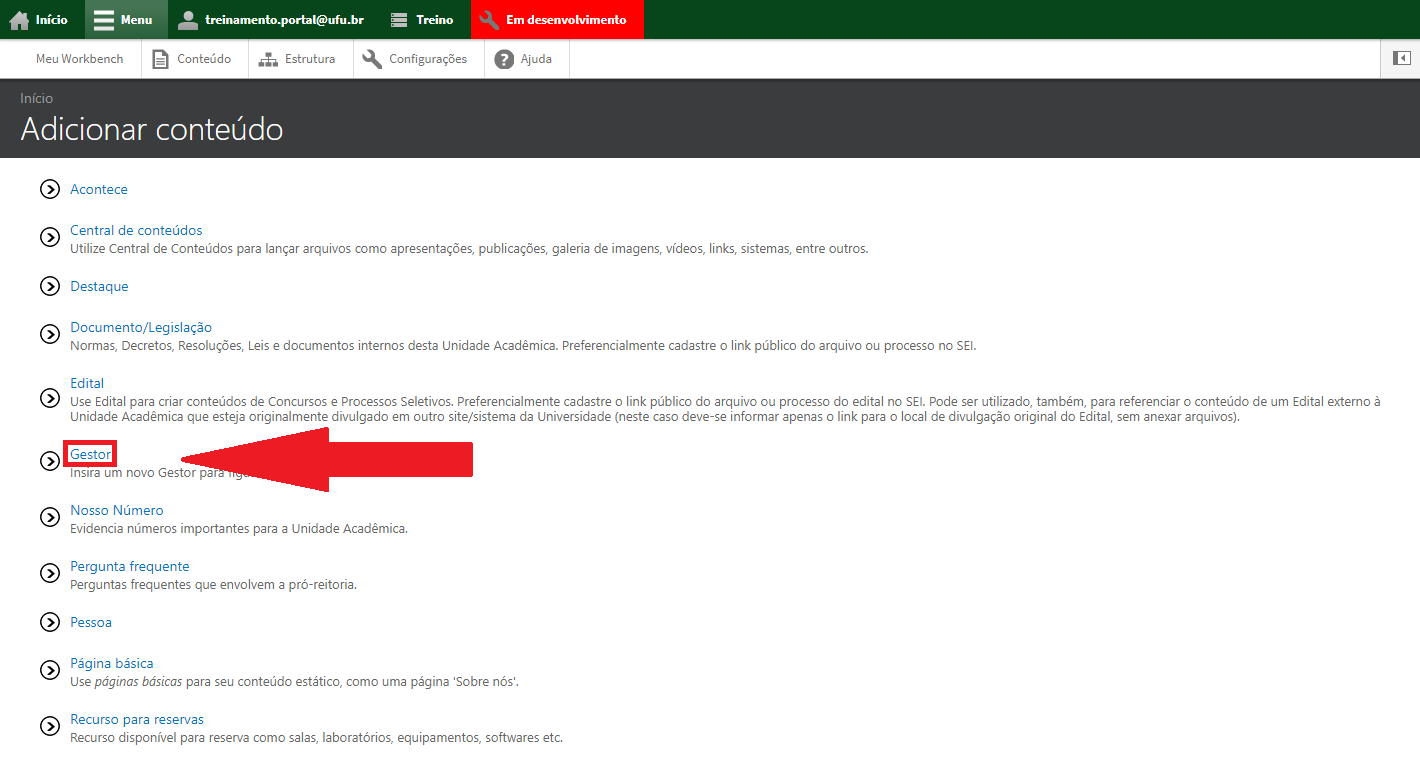 Início Menu treinamento.portal@ufu.br Treino Em desenvolvimento
Meu Workbench Conteúdo Estrutura Configurações Ajuda
Início
Adicionar conteúdo
Acontece
Central de conteúdos
Utilize Central de Conteúdos para lançar arquivos como apresentações, publicações, galeria de imagens, vídeos, links, sistemas, entre outros.
Destaque
Documento/Legislação
Normas, Decretos, Resoluções, Leis e documentos internos desta Unidade Acadêmica. Preferencialmente cadastre o link público do arquivo ou processo no SEI.
Edital
Use Edital para criar conteúdos de Concursos e Processos Seletivos. Preferencialmente cadastre o link público do arquivo ou processo do edital no SEI. Pode ser utilizado, também, para referenciar o conteúdo de um Edital externo à
Unidade Acadêmica que esteja originalmente divulgado em outro site/sistema da Universidade (neste caso deve-se informar apenas o link para o local de divulgação original do Edital, sem anexar arquivos).
Gestor
Insira um novo Gestor para
Nosso Número
Evidencia números importantes para a Unidade Acadêmica.
Pergunta frequente
Perguntas frequentes que envolvem a pró-reitoria.
Pessoa
Página básica
Use páginas básicas para seu conteúdo estático, como uma página 'Sobre nós'.
Recurso para reservas
Recurso disponível para reserva como salas, laboratórios, equipamentos, softwares etc.